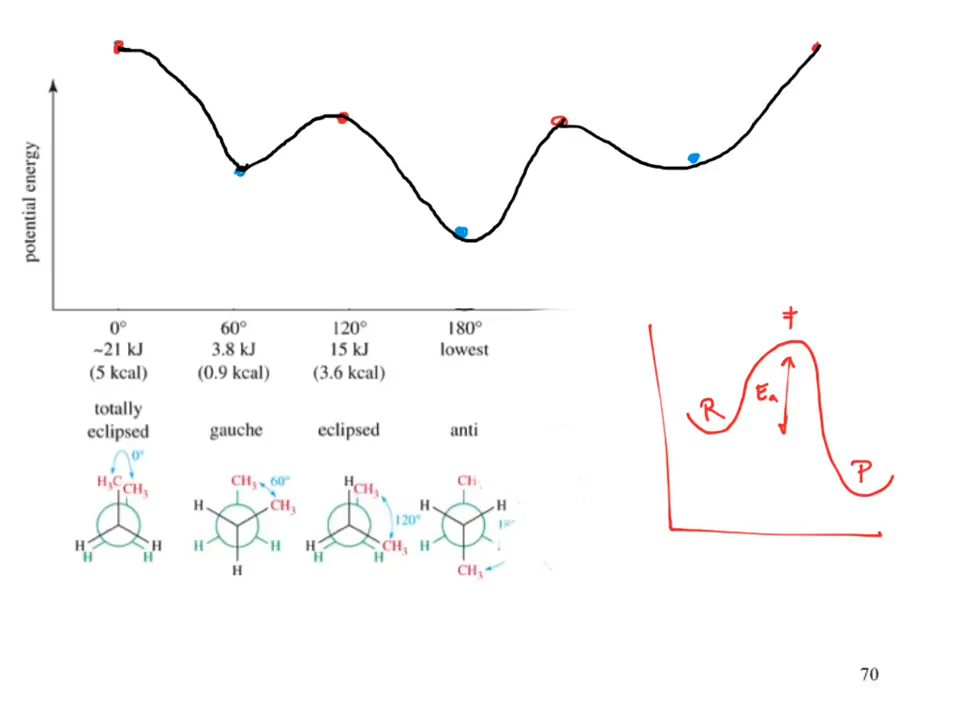 potential energy
0° 60° 120° 180°
~21 kJ 3.8 kJ 15 kJ lowest
(5 kcal) (0.9 kcal) (3.6 kcal)
totally
eclipsed gauche eclipsed anti
0°
H₃C CH₃
H H
H H
CH₃ 60°
H CH₃
H H
H
H CH₃
120°
H CH₃
H H
CH
H H
H
CH₃
‡
R Eₐ
P
70